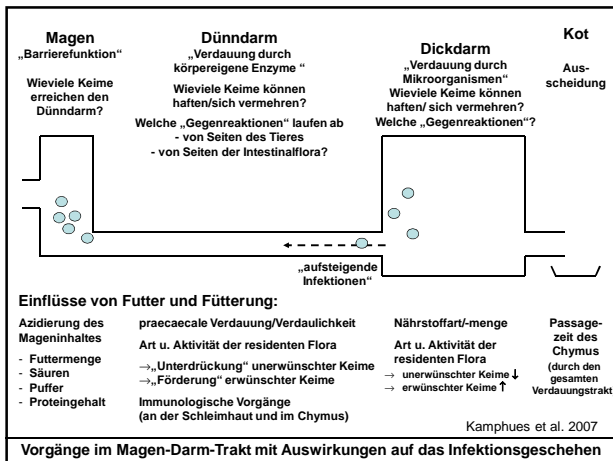 Magen
„Barrierefunktion"
Wieviele Keime
erreichen den
Dünndarm?
Dünndarm
„Verdauung durch
körpereigene Enzyme "
Wieviele Keime können
haften/sich vermehren?
Welche „Gegenreaktionen" laufen ab
- von Seiten des Tieres
- von Seiten der Intestinalflora?
Dickdarm
„Verdauung durch
Mikroorganismen"
Wieviele Keime können
haften/ sich vermehren?
Welche „Gegenreaktionen"?
Kot
Aus-
scheidung
„aufsteigende
Infektionen"
Einflüsse von Futter und Fütterung:
Azidierung des
Mageninhaltes
- Futtermenge
- Säuren
- Puffer
- Proteingehalt
praecaecale Verdauung/Verdaulichkeit
Art u. Aktivität der residenten Flora
→„Unterdrückung" unerwünschter Keime
→„Förderung" erwünschter Keime
Immunologische Vorgänge
(an der Schleimhaut und im Chymus)
Nährstoffart/-menge
Art u. Aktivität der
residenten Flora
→ unerwünschter Keime ↓
→ erwünschter Keime ↑
Passage-
zeit des
Chymus
(durch den
gesamten
Verdauungstrakt)
Kamphues et al. 2007
Vorgänge im Magen-Darm-Trakt mit Auswirkungen auf das Infektionsgeschehen